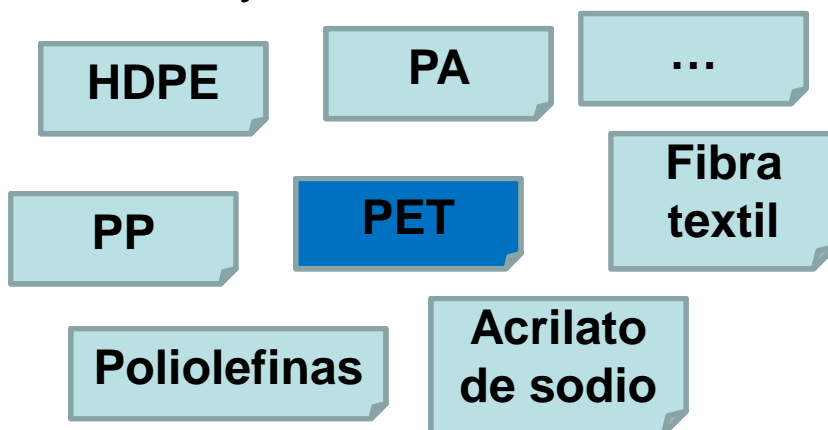 HDPE
PA
...
PP
PET
Fibra
textil
Poliolefinas
Acrilato
de sodio